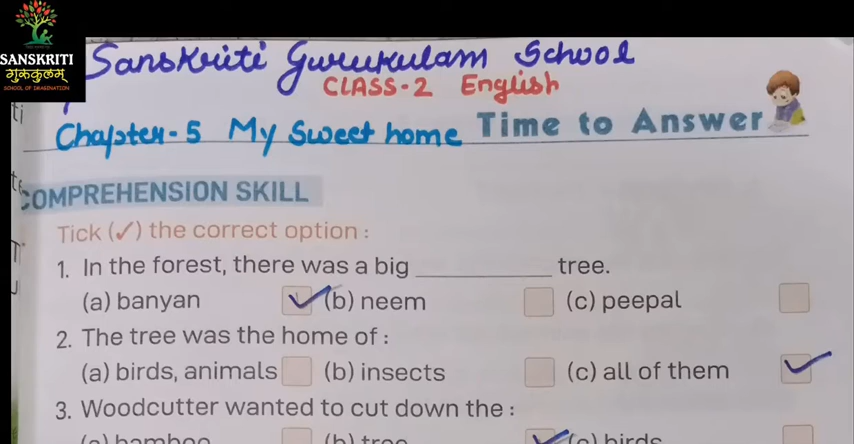 SANSKRITI
गुरुकुलम्
SCHOOL OF IMAGINATION
Sanskriti Gurukulam School
CLASS-2 English
Chapter-5 My Sweet home Time to Answer
COMPREHENSION SKILL
Tick (✓) the correct option :
1. In the forest, there was a big __________ tree.
(a) banyan ✓ (b) neem (c) peepal
2. The tree was the home of :
(a) birds, animals (b) insects (c) all of them ✓
3. Woodcutter wanted to cut down the :
(a) bamboo (b) tree ✓ (c) birds